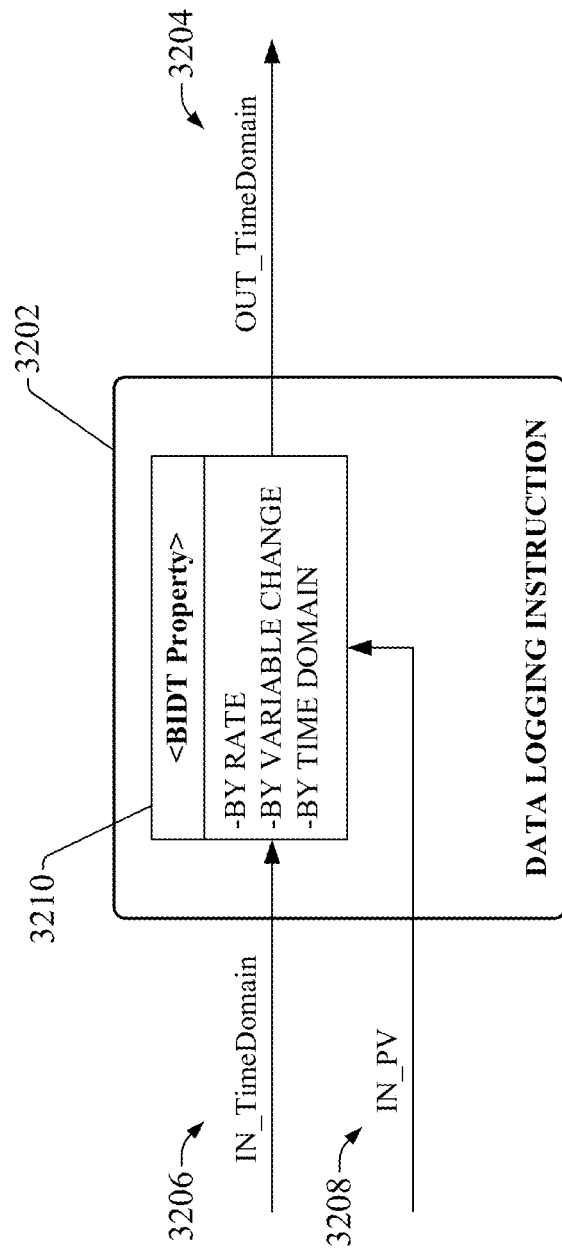 3202
3204
3210
<BIDT Property>
-BY RATE
-BY VARIABLE CHANGE
-BY TIME DOMAIN
OUT_TimeDomain
3206
IN_TimeDomain
3208
IN_PV
DATA LOGGING INSTRUCTION